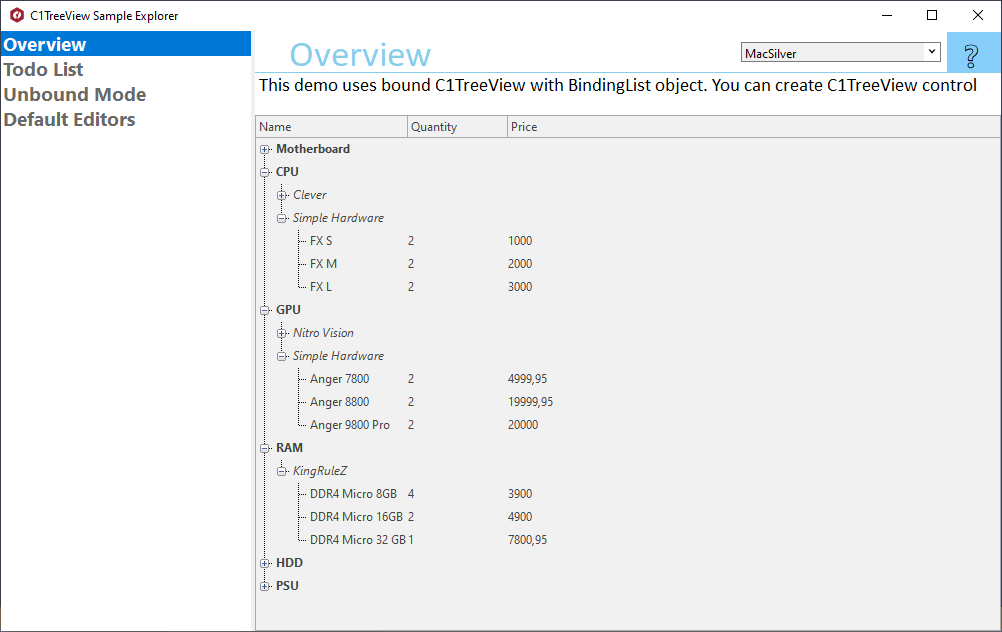 C1TreeView Sample Explorer
Overview
Todo List
Unbound Mode
Default Editors
Overview
MacSilver
?
This demo uses bound C1TreeView with BindingList object. You can create C1TreeView control
Name Quantity Price
Motherboard
CPU
Clever
Simple Hardware
FX S 2 1000
FX M 2 2000
FX L 2 3000
GPU
Nitro Vision
Simple Hardware
Anger 7800 2 4999,95
Anger 8800 2 19999,95
Anger 9800 Pro 2 20000
RAM
KingRuleZ
DDR4 Micro 8GB 4 3900
DDR4 Micro 16GB 2 4900
DDR4 Micro 32 GB 1 7800,95
HDD
PSU